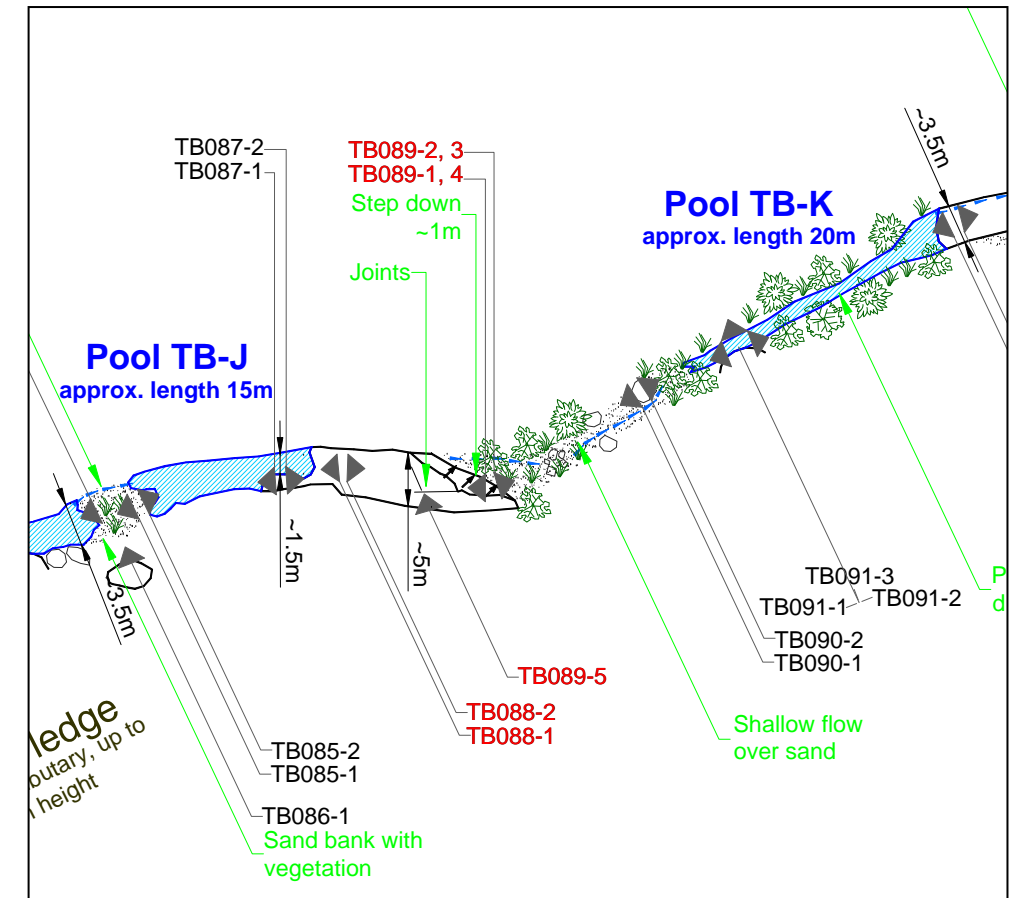 ~3.5m
TB087-2
TB087-1
TB089-2, 3
TB089-1, 4
Step down
~1m
Joints
Pool TB-K
approx. length 20m
Pool TB-J
approx. length 15m
~1.5m
~5m
3.5m
TB091-3
TB091-1
TB091-2
TB090-2
TB090-1
TB089-5
TB088-2
TB088-1
Shallow flow
over sand
TB085-2
TB085-1
TB086-1
Sand bank with
vegetation
ledge
butary, up to
height
P
d